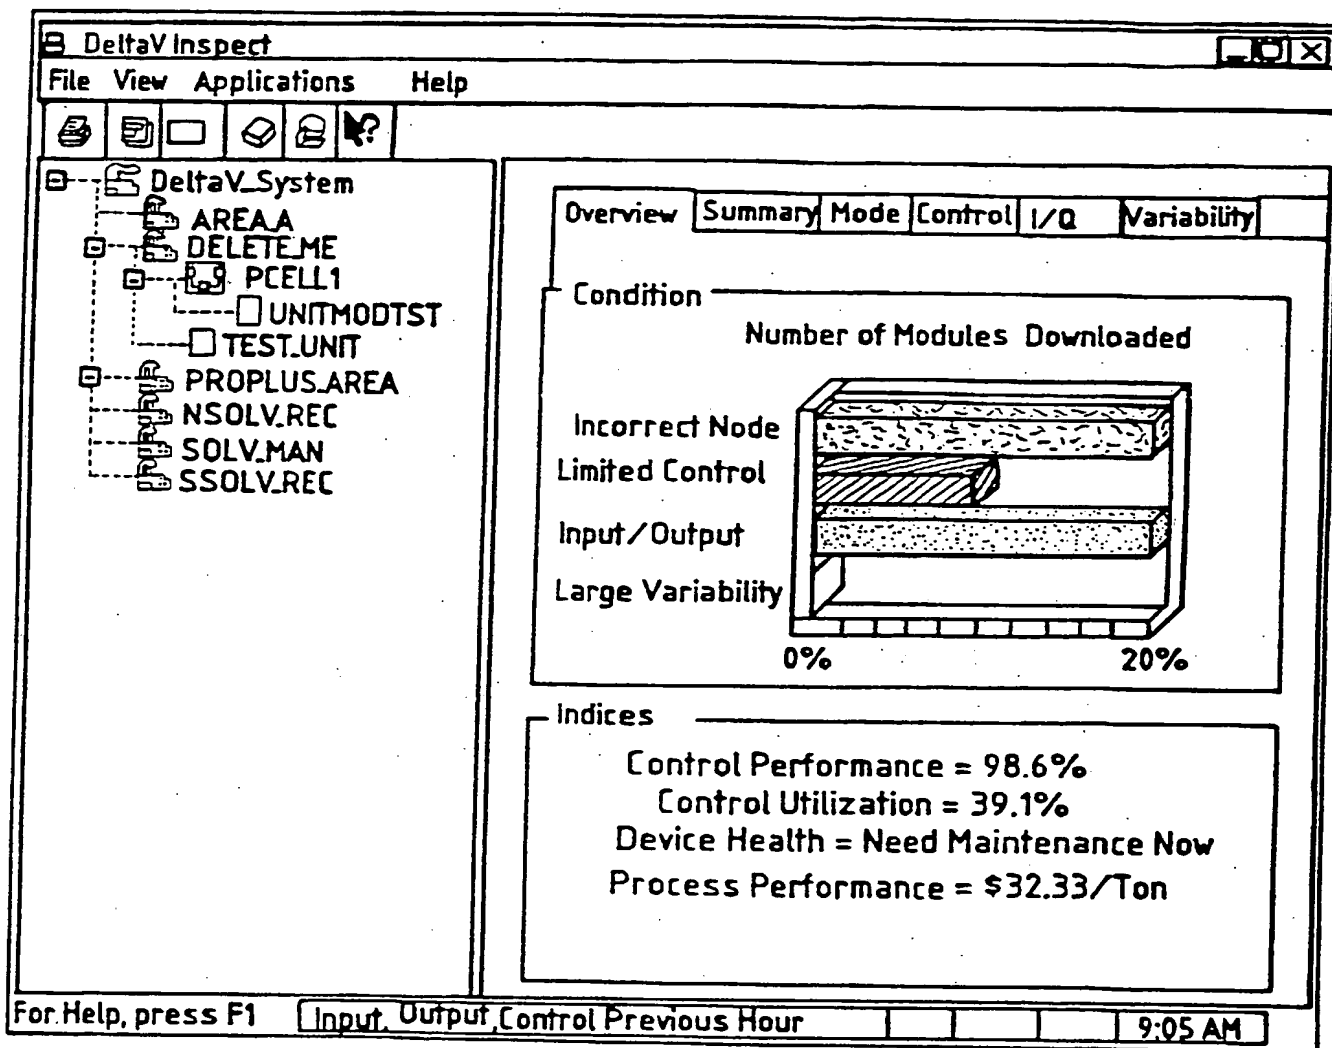 DeltaV Inspect
File View Applications Help
DeltaV_System
AREA_A
DELETE_ME
PCELL1
UNITMODTST
TEST_UNIT
PROPLUS_AREA
NSOLV_REC
SOLV_MAN
SSOLV_REC
Overview Summary Mode Control I/Q Variability
Condition
Number of Modules Downloaded
Incorrect Node
Limited Control
Input/Output
Large Variability
0% 20%
Indices
Control Performance = 98.6%
Control Utilization = 39.1%
Device Health = Need Maintenance Now
Process Performance = $32.33/Ton
For Help, press F1 Input, Output, Control Previous Hour 9:05 AM